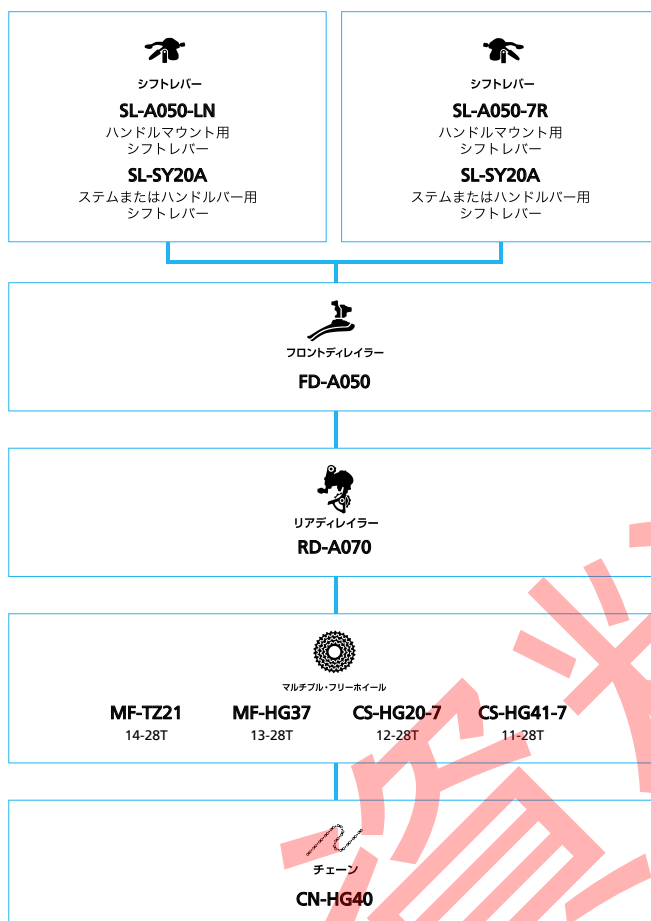 シフトレバー
SL-A050-LN
ハンドルマウント用
シフトレバー
SL-SY20A
ステムまたはハンドルバー用
シフトレバー
シフトレバー
SL-A050-7R
ハンドルマウント用
シフトレバー
SL-SY20A
ステムまたはハンドルバー用
シフトレバー
フロントディレイラー
FD-A050
リアディレイラー
RD-A070
マルチプル・フリーホイール
MF-TZ21 MF-HG37 CS-HG20-7 CS-HG41-7
14-28T 13-28T 12-28T 11-28T
チェーン
CN-HG40
資料